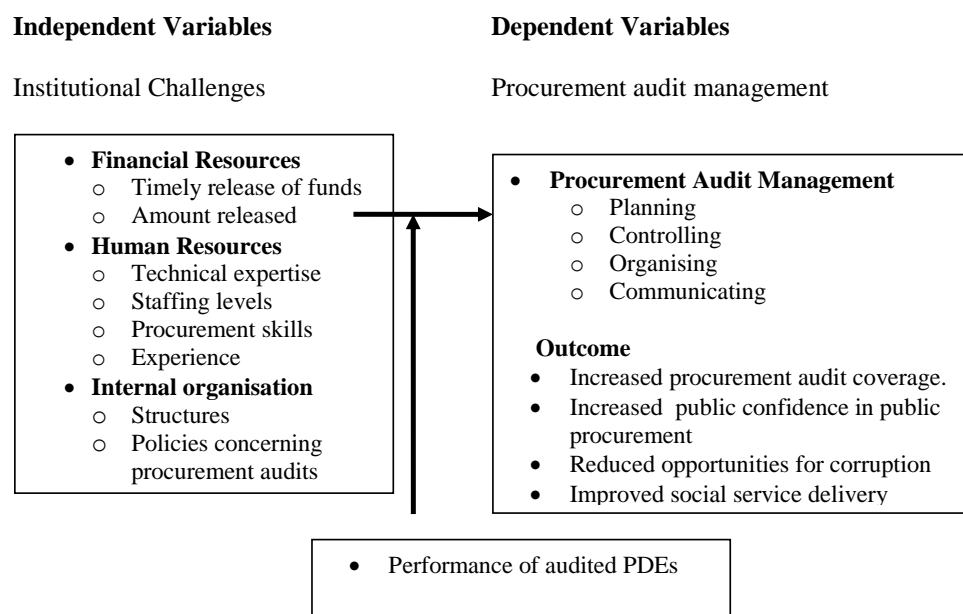 Independent Variables
Institutional Challenges
• Financial Resources
o Timely release of funds
o Amount released
• Human Resources
o Technical expertise
o Staffing levels
o Procurement skills
o Experience
• Internal organisation
o Structures
o Policies concerning
procurement audits
Dependent Variables
Procurement audit management
• Procurement Audit Management
o Planning
o Controlling
o Organising
o Communicating
Outcome
• Increased procurement audit coverage.
• Increased public confidence in public
procurement
• Reduced opportunities for corruption
• Improved social service delivery
• Performance of audited PDEs